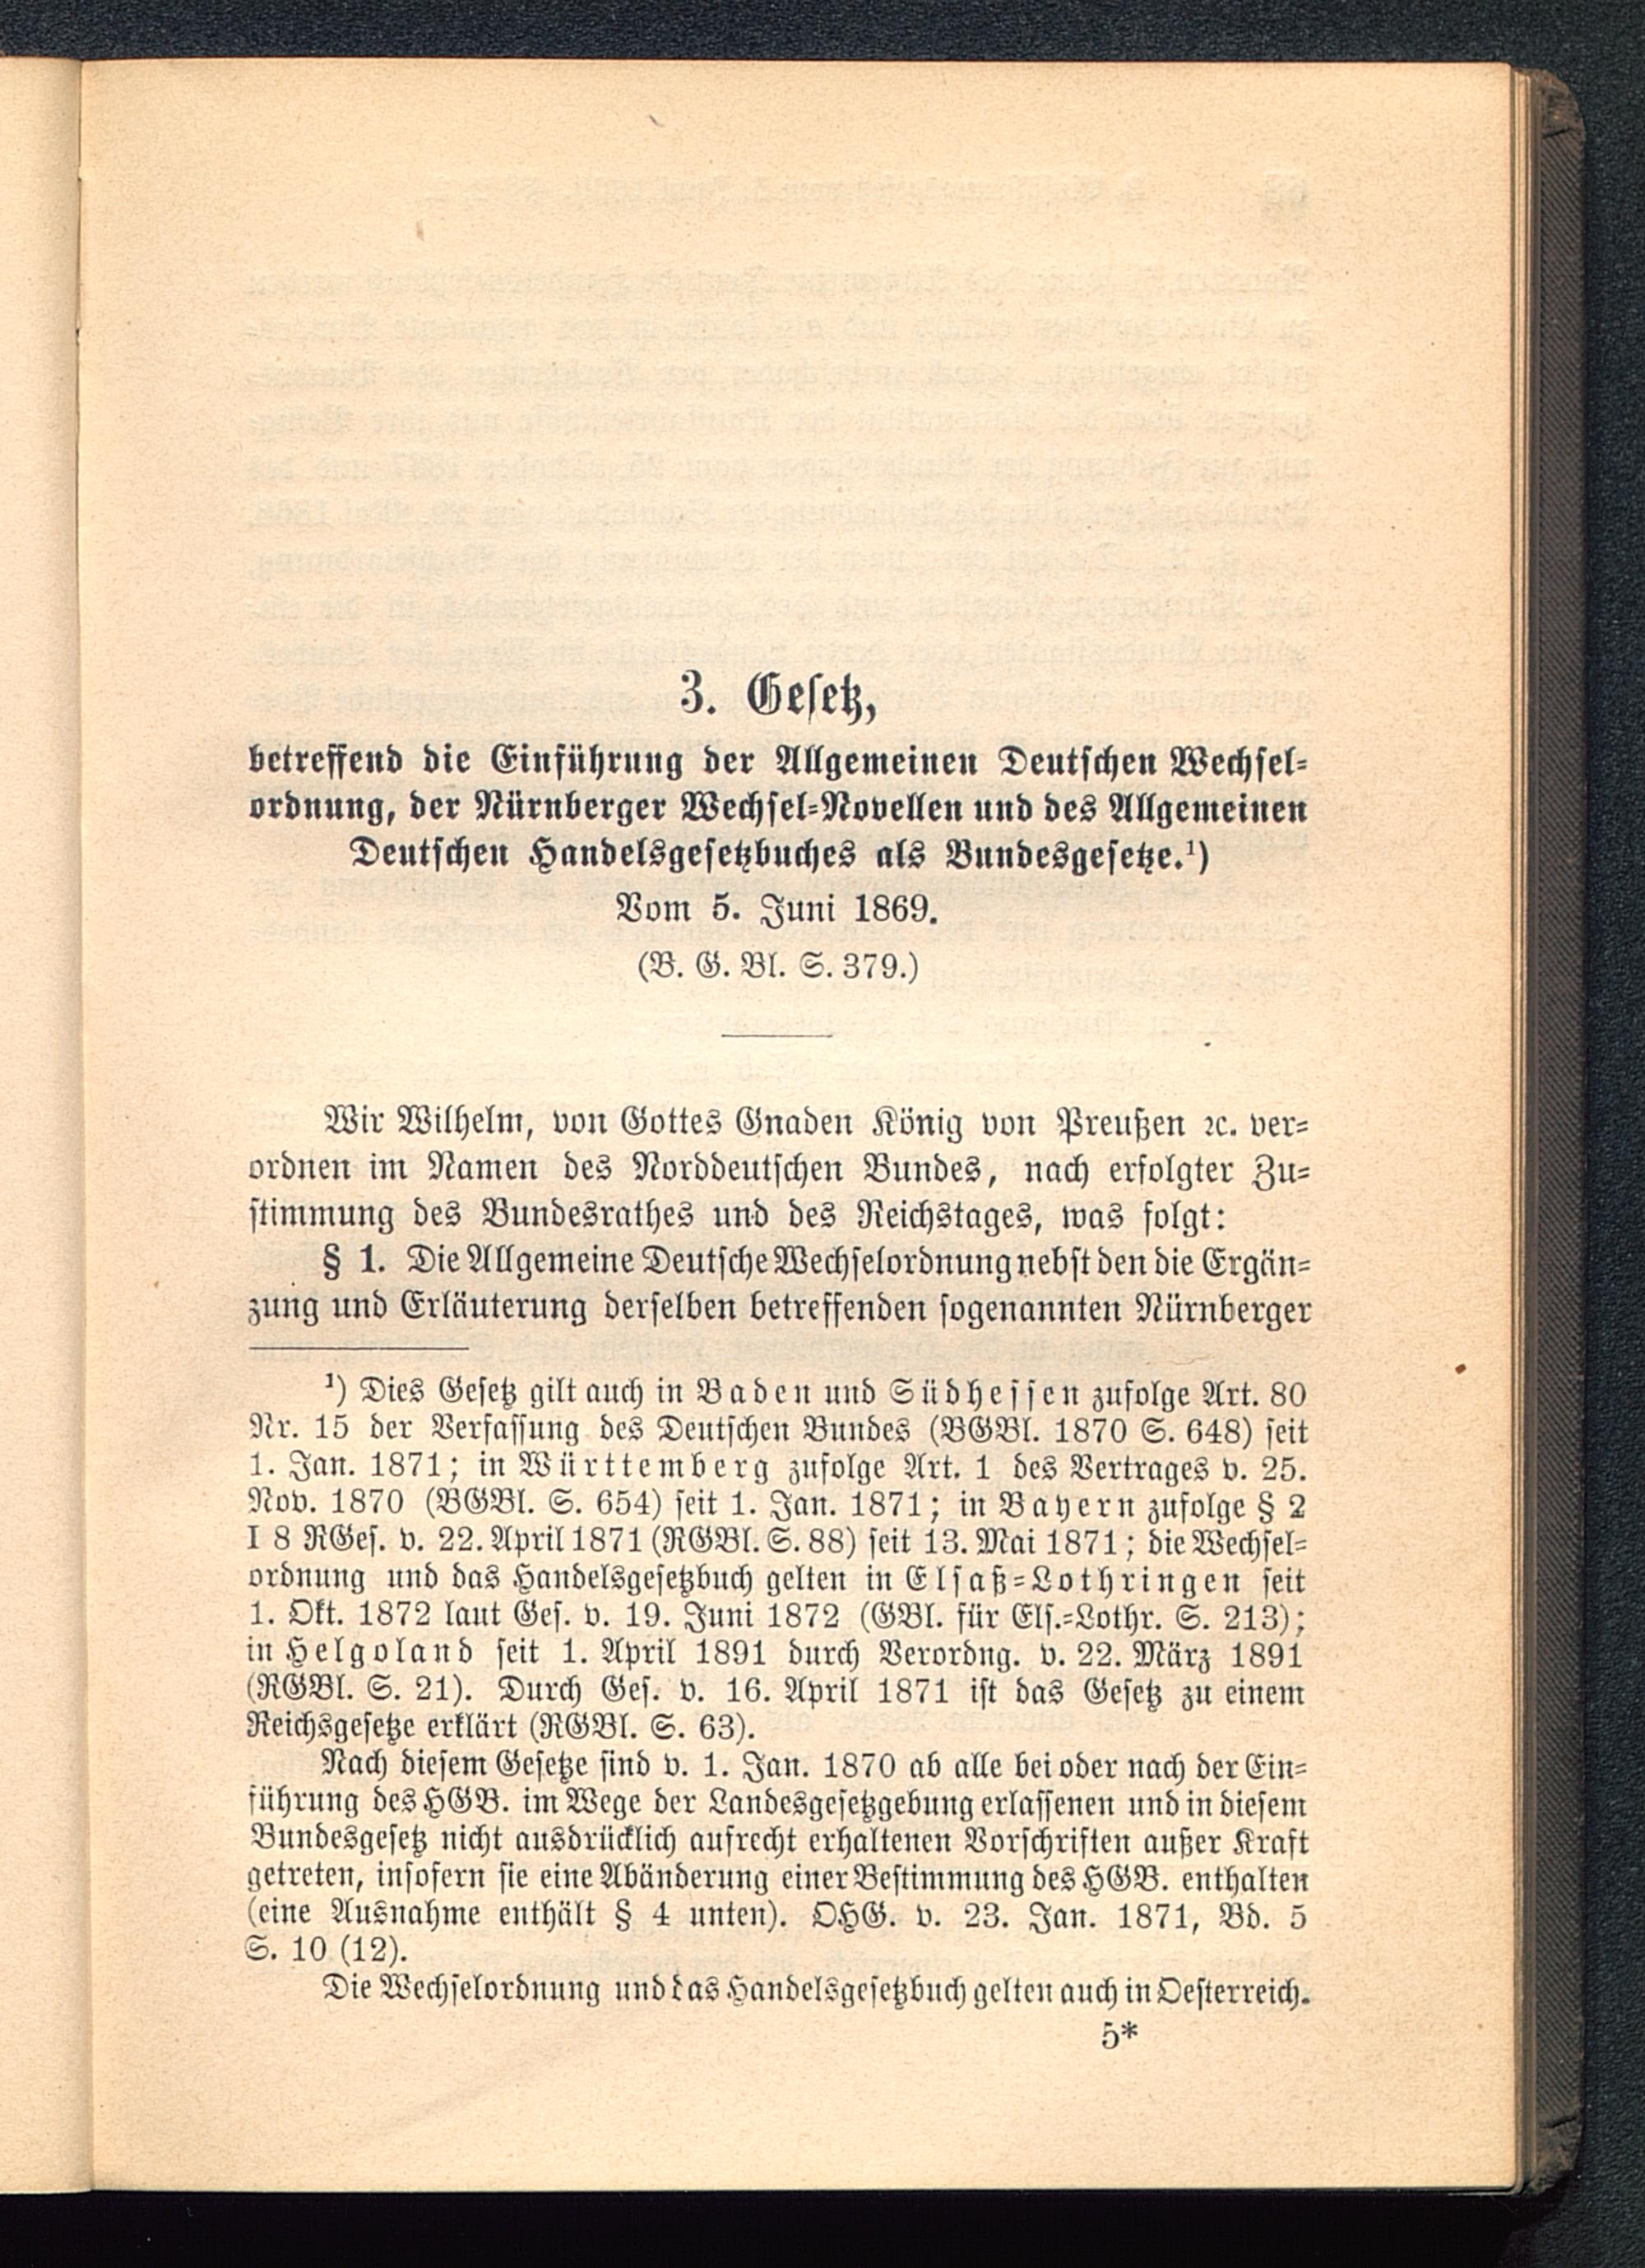 3. Gesetz,
betreffend die Einführung der Allgemeinen Deutschen Wechsel-
ordnung, der Nürnberger Wechsel-Novellen und des Allgemeinen
Deutschen Handelsgesetzbuches als Bundesgesetze.¹)
Vom 5. Juni 1869.
(B. G. Bl. S. 379.)
Wir Wilhelm, von Gottes Gnaden König von Preußen ꝛc. ver-
ordnen im Namen des Norddeutschen Bundes, nach erfolgter Zu-
stimmung des Bundesrathes und des Reichstages, was folgt:
§ 1. Die Allgemeine Deutsche Wechselordnung nebst den die Ergän-
zung und Erläuterung derselben betreffenden sogenannten Nürnberger
¹) Dies Gesetz gilt auch in Baden und Südhessen zufolge Art. 80
Nr. 15 der Verfassung des Deutschen Bundes (BGBl. 1870 S. 648) seit
1. Jan. 1871; in Württemberg zufolge Art. 1 des Vertrages v. 25.
Nov. 1870 (BGBl. S. 654) seit 1. Jan. 1871; in Bayern zufolge § 2
I 8 RGes. v. 22. April 1871 (RGBl. S. 88) seit 13. Mai 1871; die Wechsel-
ordnung und das Handelsgesetzbuch gelten in Elsaß-Lothringen seit
1. Okt. 1872 laut Ges. v. 19. Juni 1872 (GBl. für Els.-Lothr. S. 213);
in Helgoland seit 1. April 1891 durch Verordng. v. 22. März 1891
(RGBl. S. 21). Durch Ges. v. 16. April 1871 ist das Gesetz zu einem
Reichsgesetze erklärt (RGBl. S. 63).
Nach diesem Gesetze sind v. 1. Jan. 1870 ab alle bei oder nach der Ein-
führung des HGB. im Wege der Landesgesetzgebung erlassenen und in diesem
Bundesgesetz nicht ausdrücklich aufrecht erhaltenen Vorschriften außer Kraft
getreten, insofern sie eine Abänderung einer Bestimmung des HGB. enthalten
(eine Ausnahme enthält § 4 unten). OHG. v. 23. Jan. 1871, Bd. 5
S. 10 (12).
Die Wechselordnung und das Handelsgesetzbuch gelten auch in Oesterreich.
5*